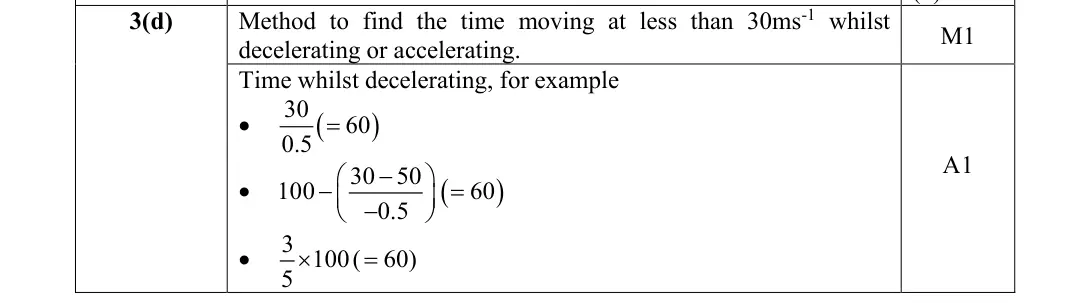 3(d) Method to find the time moving at less than 30ms⁻¹ whilst M1
decelerating or accelerating.
Time whilst decelerating, for example
• 30/0.5 (= 60)
• 100 − ((30 − 50)/−0.5) (= 60) A1
• 3/5 × 100 (= 60)